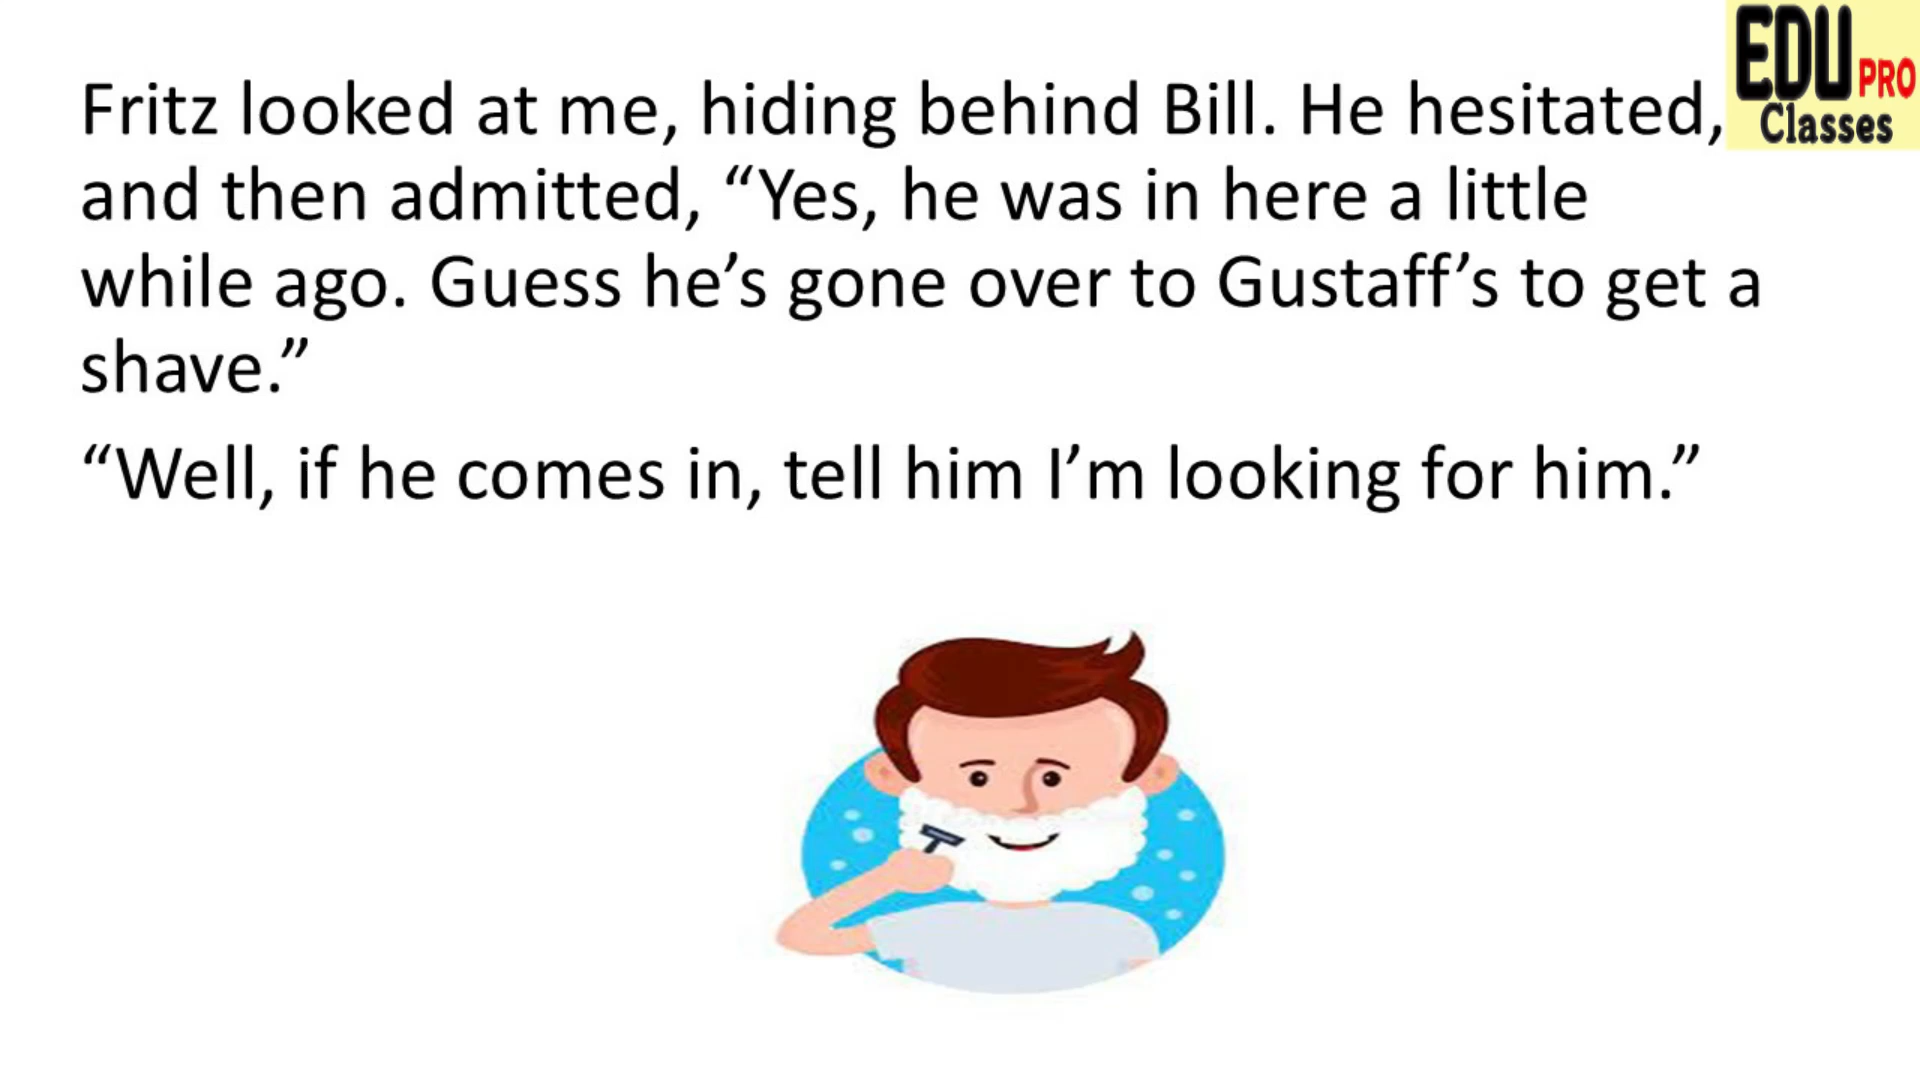 Fritz looked at me, hiding behind Bill. He hesitated,
and then admitted, “Yes, he was in here a little
while ago. Guess he’s gone over to Gustaff’s to get a
shave.”
“Well, if he comes in, tell him I’m looking for him.”
EDU PRO
Classes